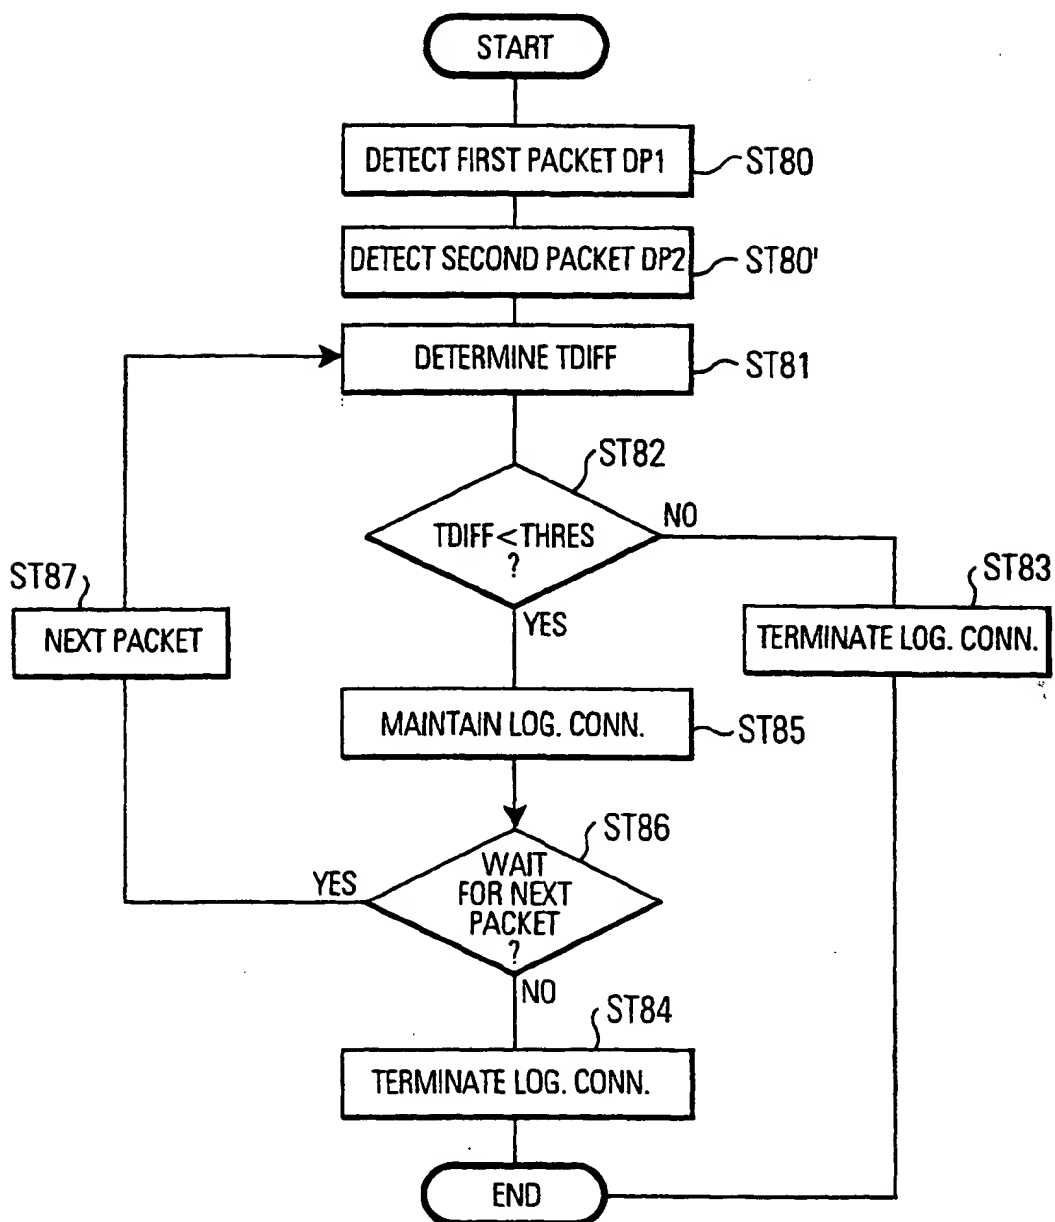 START
DETECT FIRST PACKET DP1
ST80
DETECT SECOND PACKET DP2
ST80'
DETERMINE TDIFF
ST81
ST82
TDIFF<THRES
?
NO
YES
ST83
TERMINATE LOG. CONN.
ST87
NEXT PACKET
MAINTAIN LOG. CONN.
ST85
ST86
WAIT
FOR NEXT
PACKET
?
YES
NO
ST84
TERMINATE LOG. CONN.
END